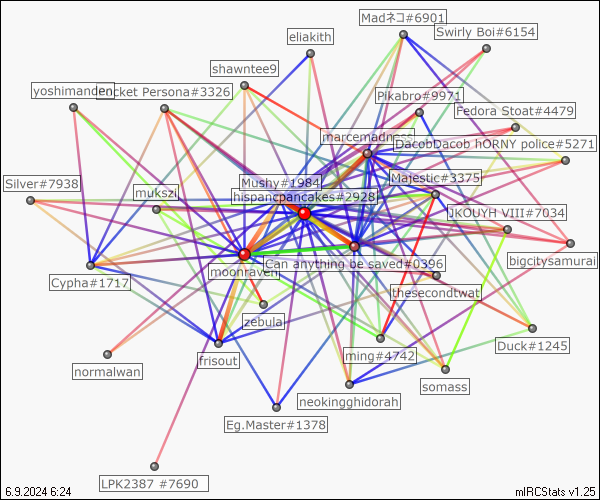 Madネコ#6901
Swirly Boi#6154
eliakith
shawntee9
yoshimanden
cket Persona#3326
Pikabro#9971
Fedora Stoat#4479
marcemadness
DacobDacob hORNY police#5271
Mushy#1984
Majestic#3375
Silver#7938
mukszi
hispancpancakes#2928
JKOUYH VIII#7034
moonraven
Can anything be saved#0396
bigcitysamurai
Cypha#1717
thesecondtwat
zebula
frisout
ming#4742
Duck#1245
normalwan
somass
neokingghidorah
Eg.Master#1378
LPK2387 #7690
6.9.2024 6:24
mIRCStats v1.25